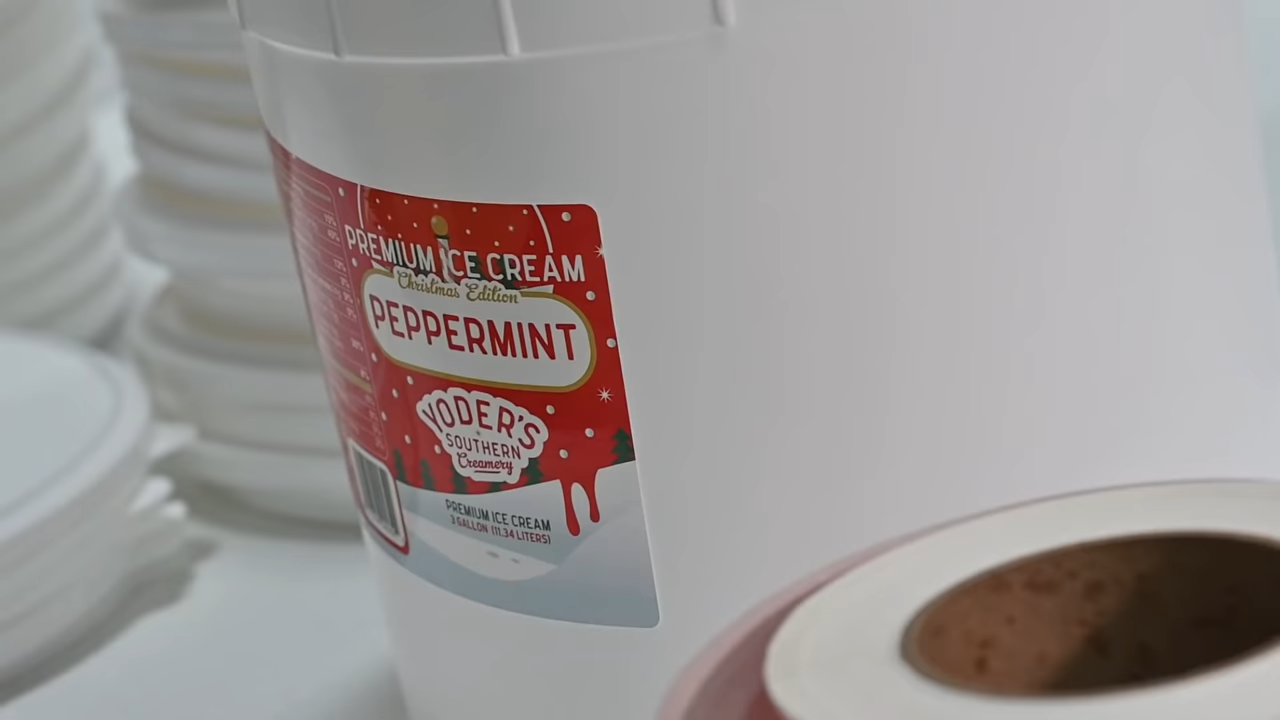 PREMIUM ICE CREAM
Christmas Edition
PEPPERMINT
YODER'S
SOUTHERN
Creamery
PREMIUM ICE CREAM
3 GALLON (11.34 LITERS)